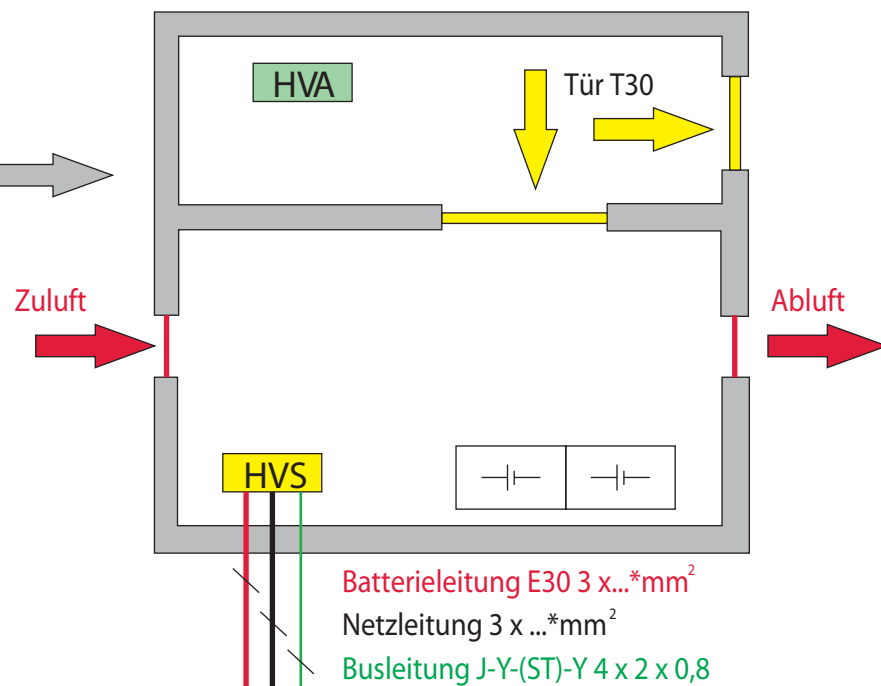 HVA
Tür T30
Zuluft
Abluft
HVS
Batterieleitung E30 3 x...*mm²
Netzleitung 3 x ...*mm²
Busleitung J-Y-(ST)-Y 4 x 2 x 0,8